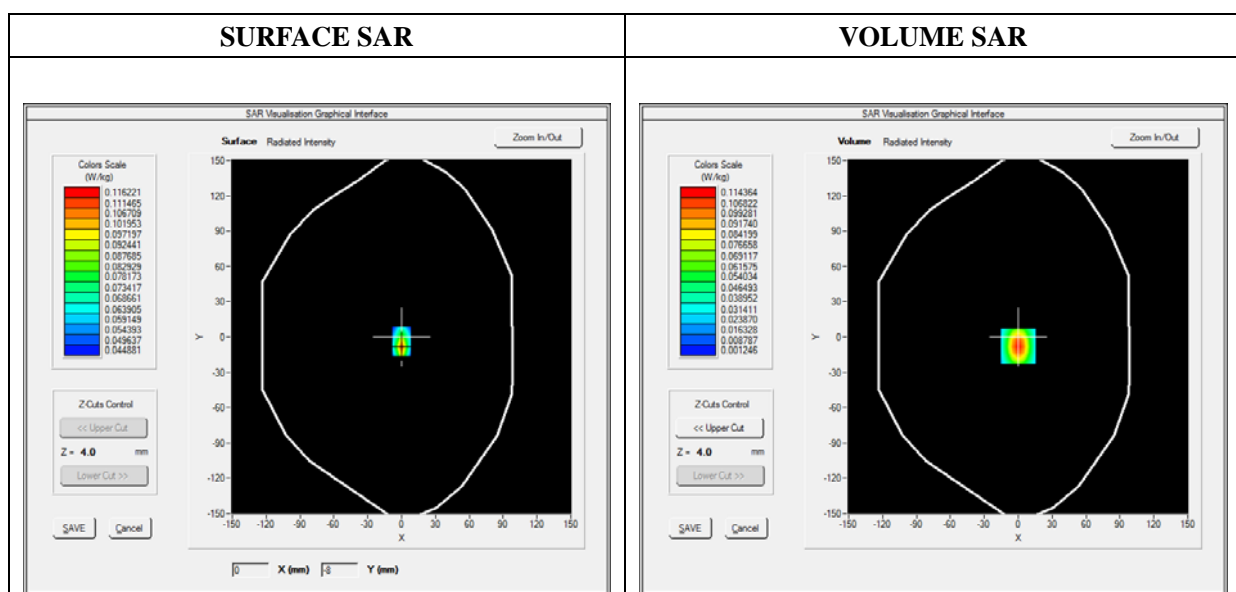 SURFACE SAR
VOLUME SAR
SAR Visualisation Graphical Interface
Surface Radiated Intensity
Zoom In/Out
Colors Scale
(W/kg)
0.116221
0.111465
0.106709
0.101953
0.097197
0.092441
0.087685
0.082929
0.078173
0.073417
0.068661
0.063905
0.059149
0.054393
0.049637
0.044881
Z-Cuts Control
<< Upper Cut
Z = 4.0 mm
Lower Cut >>
SAVE Cancel
Y
150
120
90
60
30
0
-30
-60
-90
-120
-150
-150 -120 -90 -60 -30 0 30 60 90 120 150
X
0 X (mm) -8 Y (mm)
SAR Visualisation Graphical Interface
Volume Radiated Intensity
Zoom In/Out
Colors Scale
(W/kg)
0.114364
0.106822
0.099281
0.091740
0.084199
0.076658
0.069117
0.061575
0.054034
0.046493
0.038952
0.031411
0.023870
0.016328
0.008787
0.001246
Z-Cuts Control
<< Upper Cut
Z = 4.0 mm
Lower Cut >>
SAVE Cancel
Y
150
120
90
60
30
0
-30
-60
-90
-120
-150
-150 -120 -90 -60 -30 0 30 60 90 120 150
X